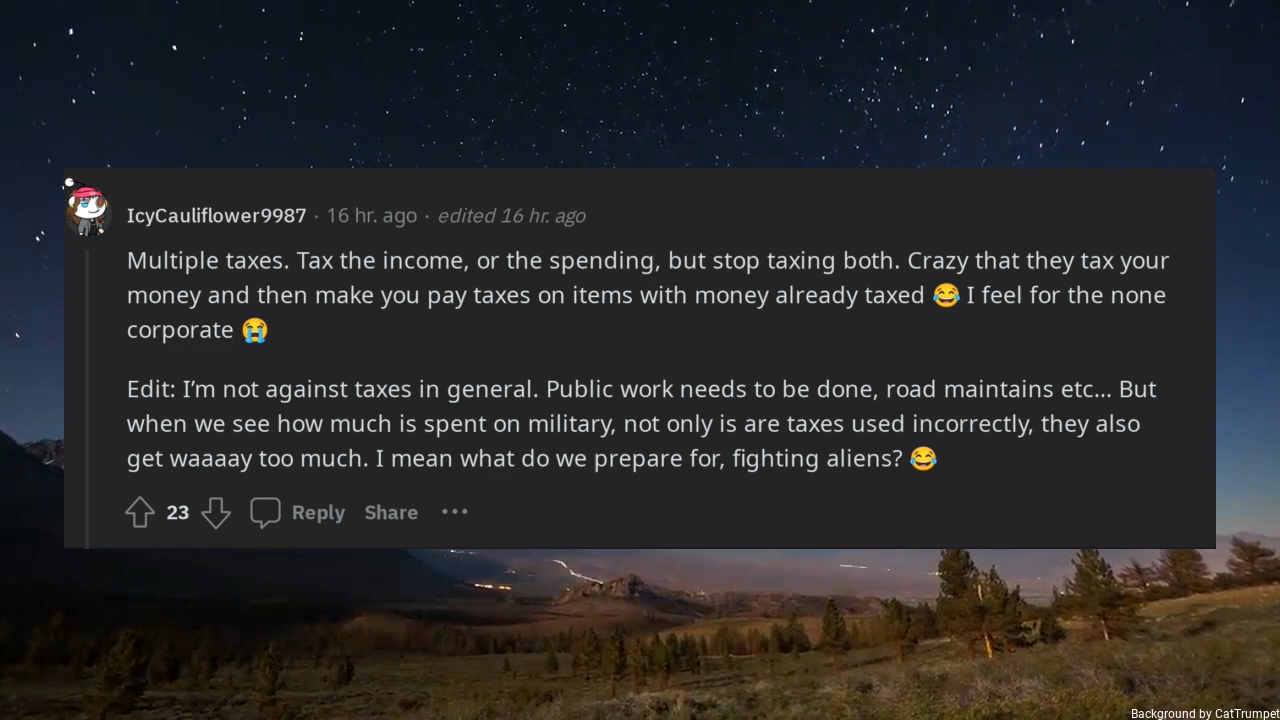 IcyCauliflower9987 · 16 hr. ago · edited 16 hr. ago
Multiple taxes. Tax the income, or the spending, but stop taxing both. Crazy that they tax your
money and then make you pay taxes on items with money already taxed 😂 I feel for the none
corporate 😭
Edit: I’m not against taxes in general. Public work needs to be done, road maintains etc... But
when we see how much is spent on military, not only is are taxes used incorrectly, they also
get waaaay too much. I mean what do we prepare for, fighting aliens? 😂
23 Reply Share
Background by CatTrumpet